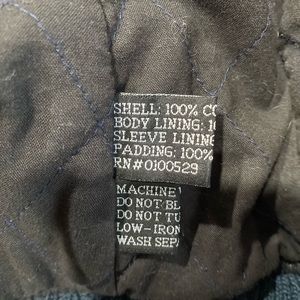 SHELL: 100% CO
BODY LINING: 1
SLEEVE LINING
PADDING: 100%
RN#0100529
MACHINE
DO NOT BL
DO NOT TU
LOW-IRON
WASH SEP